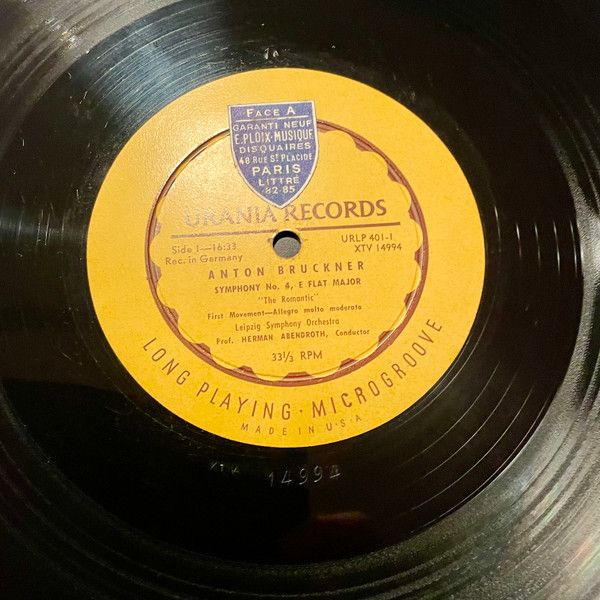 FACE A
GARANTI NEUF
E. PLOIX-MUSIQUE
DISQUAIRES
48 RUE ST PLACIDE
PARIS
LITTRÉ
82-85
URANIA RECORDS
Side 1—16:33
Rec. in Germany
URLP 401-1
XTV 14994
ANTON BRUCKNER
SYMPHONY No. 4, E FLAT MAJOR
"The Romantic"
First Movement—Allegro molto moderato
Leipzig Symphony Orchestra
Prof. HERMAN ABENDROTH, Conductor
33⅓ RPM
LONG PLAYING · MICROGROOVE
MADE IN U·S·A
14994